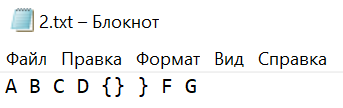 2.txt – Блокнот
Файл Правка Формат Вид Справка
A B C D {} } F G